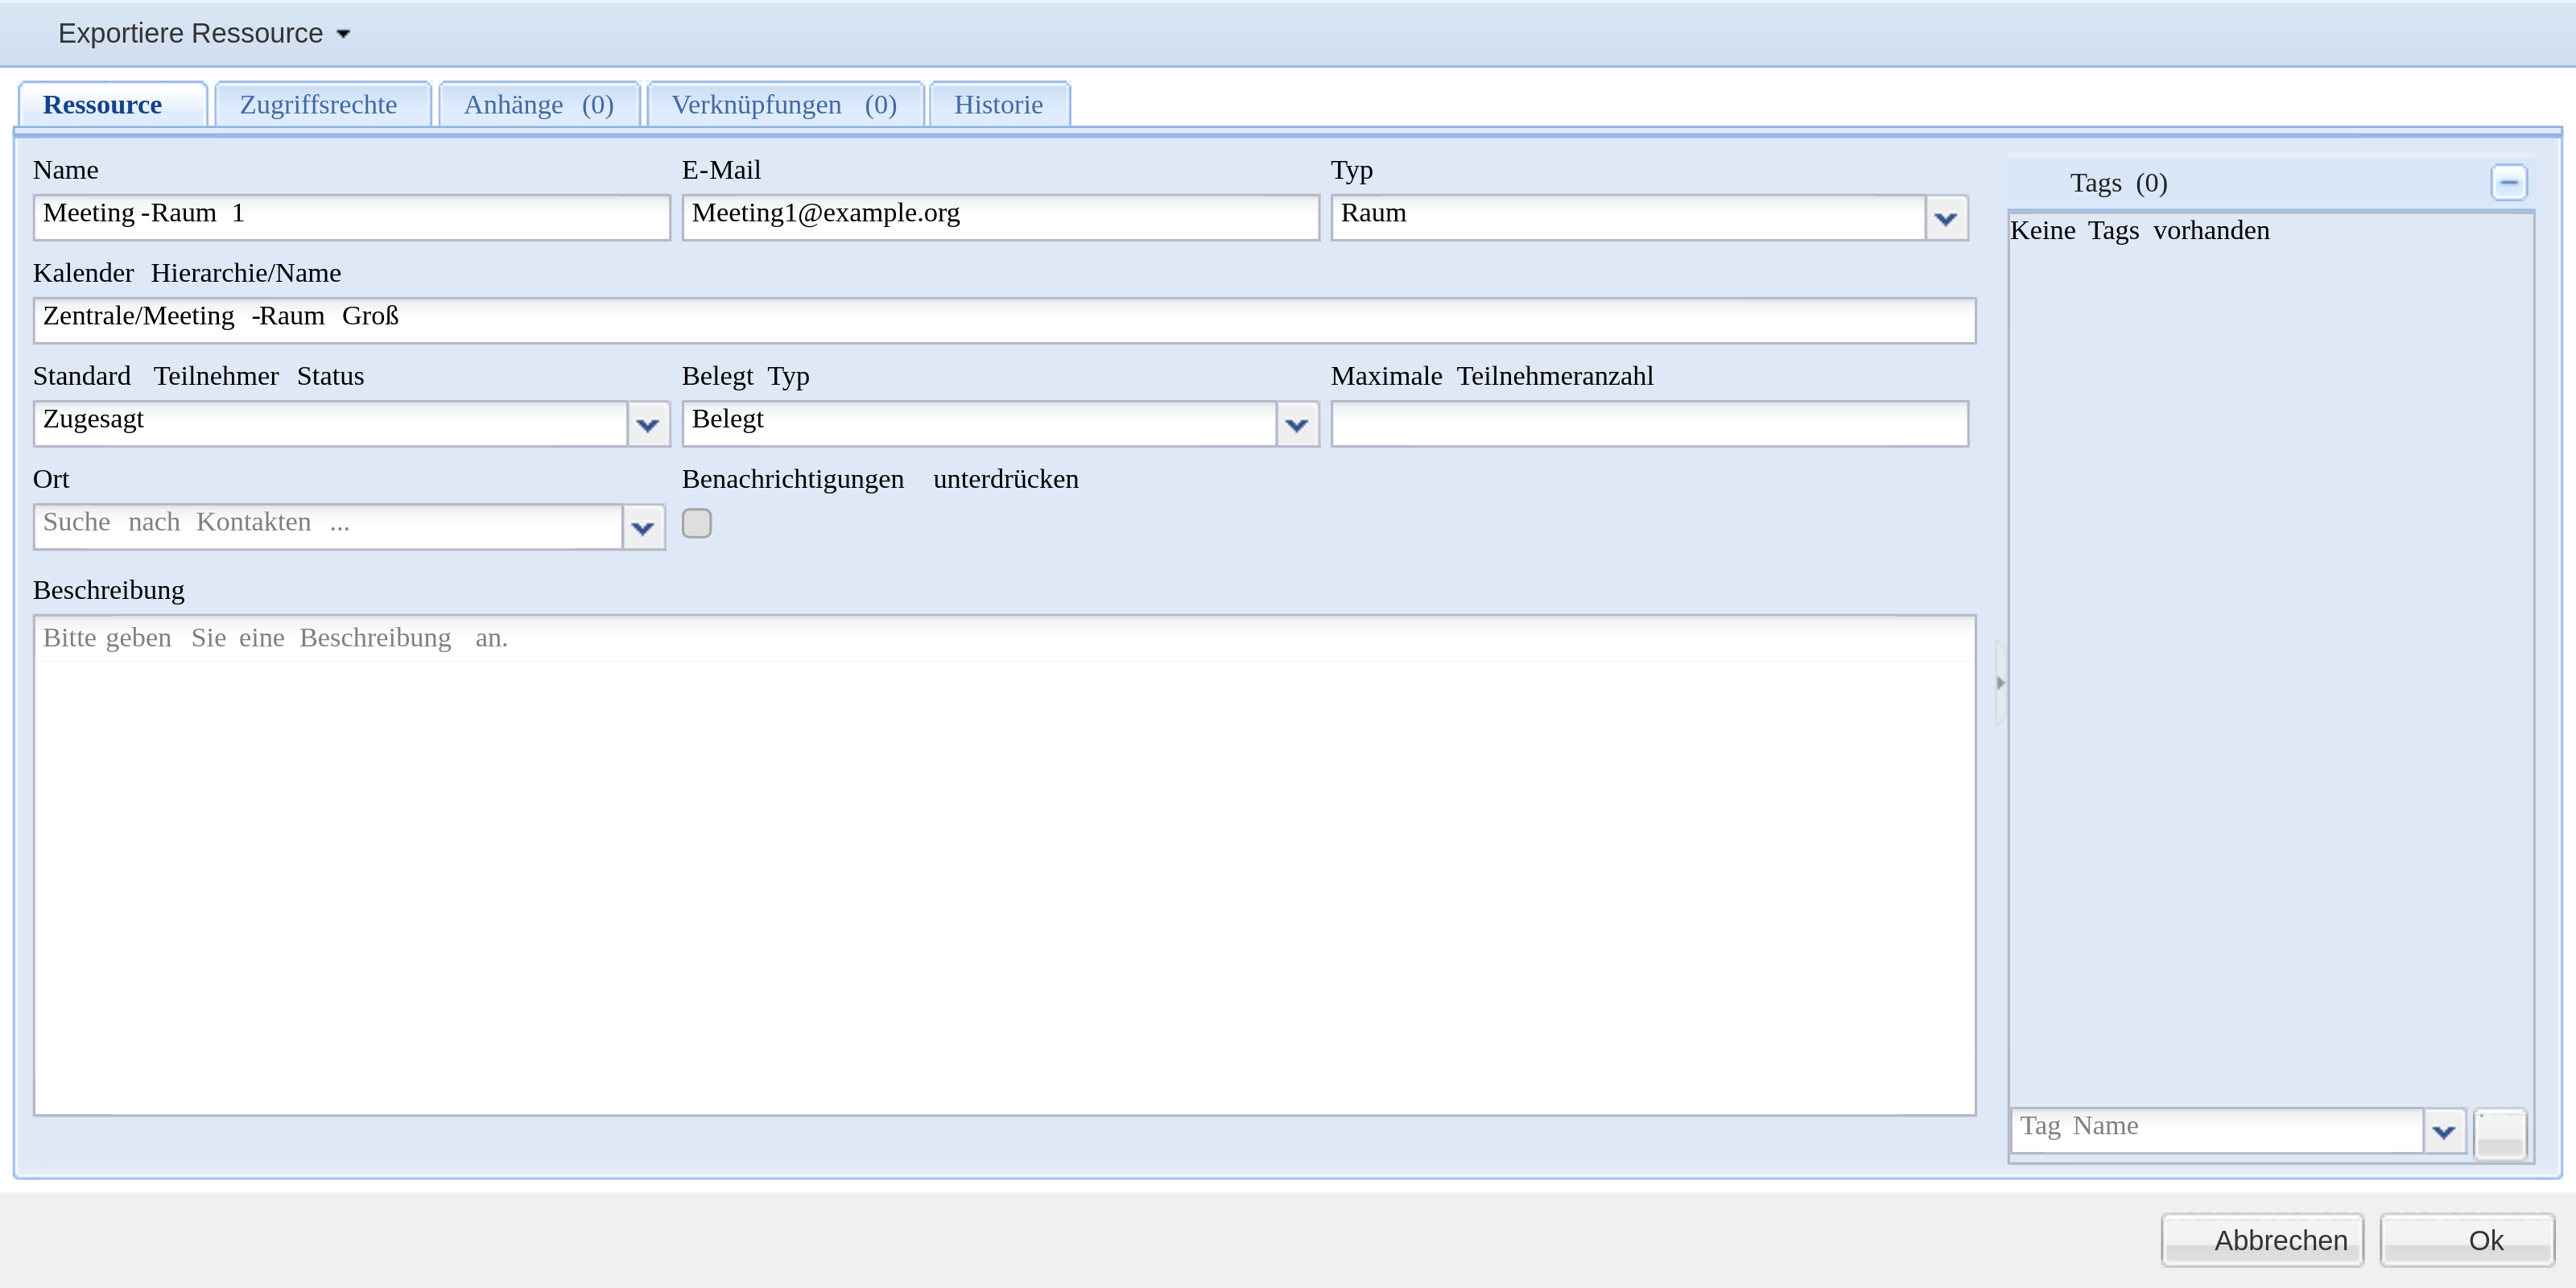 Exportiere Ressource
Ressource Zugriffsrechte Anhänge (0) Verknüpfungen (0) Historie
Name E-Mail Typ
Meeting-Raum 1 Meeting1@example.org Raum
Kalender Hierarchie/Name
Zentrale/Meeting-Raum Groß
Standard Teilnehmer Status Belegt Typ Maximale Teilnehmeranzahl
Zugesagt Belegt
Ort Benachrichtigungen unterdrücken
Suche nach Kontakten ...
Beschreibung
Bitte geben Sie eine Beschreibung an.
Tags (0)
Keine Tags vorhanden
Tag Name
Abbrechen Ok